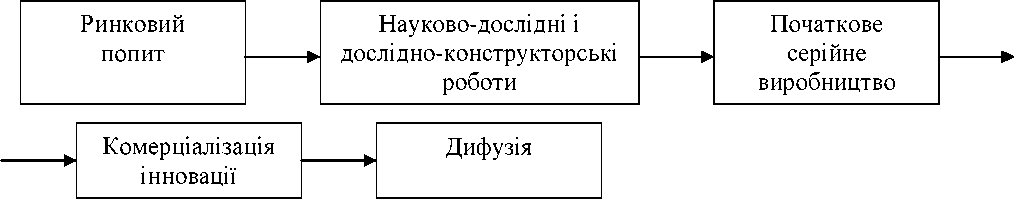 Ринковий
попит
Науково-дослідні і
дослідно-конструкторські
роботи
Початкове
серійне
виробництво
Комерціалізація
інновації
Дифузія